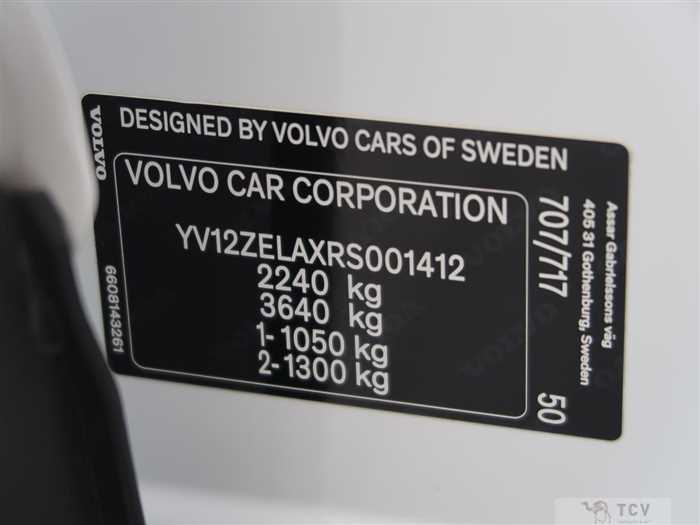 VOLVO
DESIGNED BY VOLVO CARS OF SWEDEN
VOLVO CAR CORPORATION
YV12ZELAXRS001412
2240 kg
3640 kg
1-1050 kg
2-1300 kg
6608143261
707/717
50
Assar Gabrielssons väg
405 31 Gothenburg, Sweden
TCV